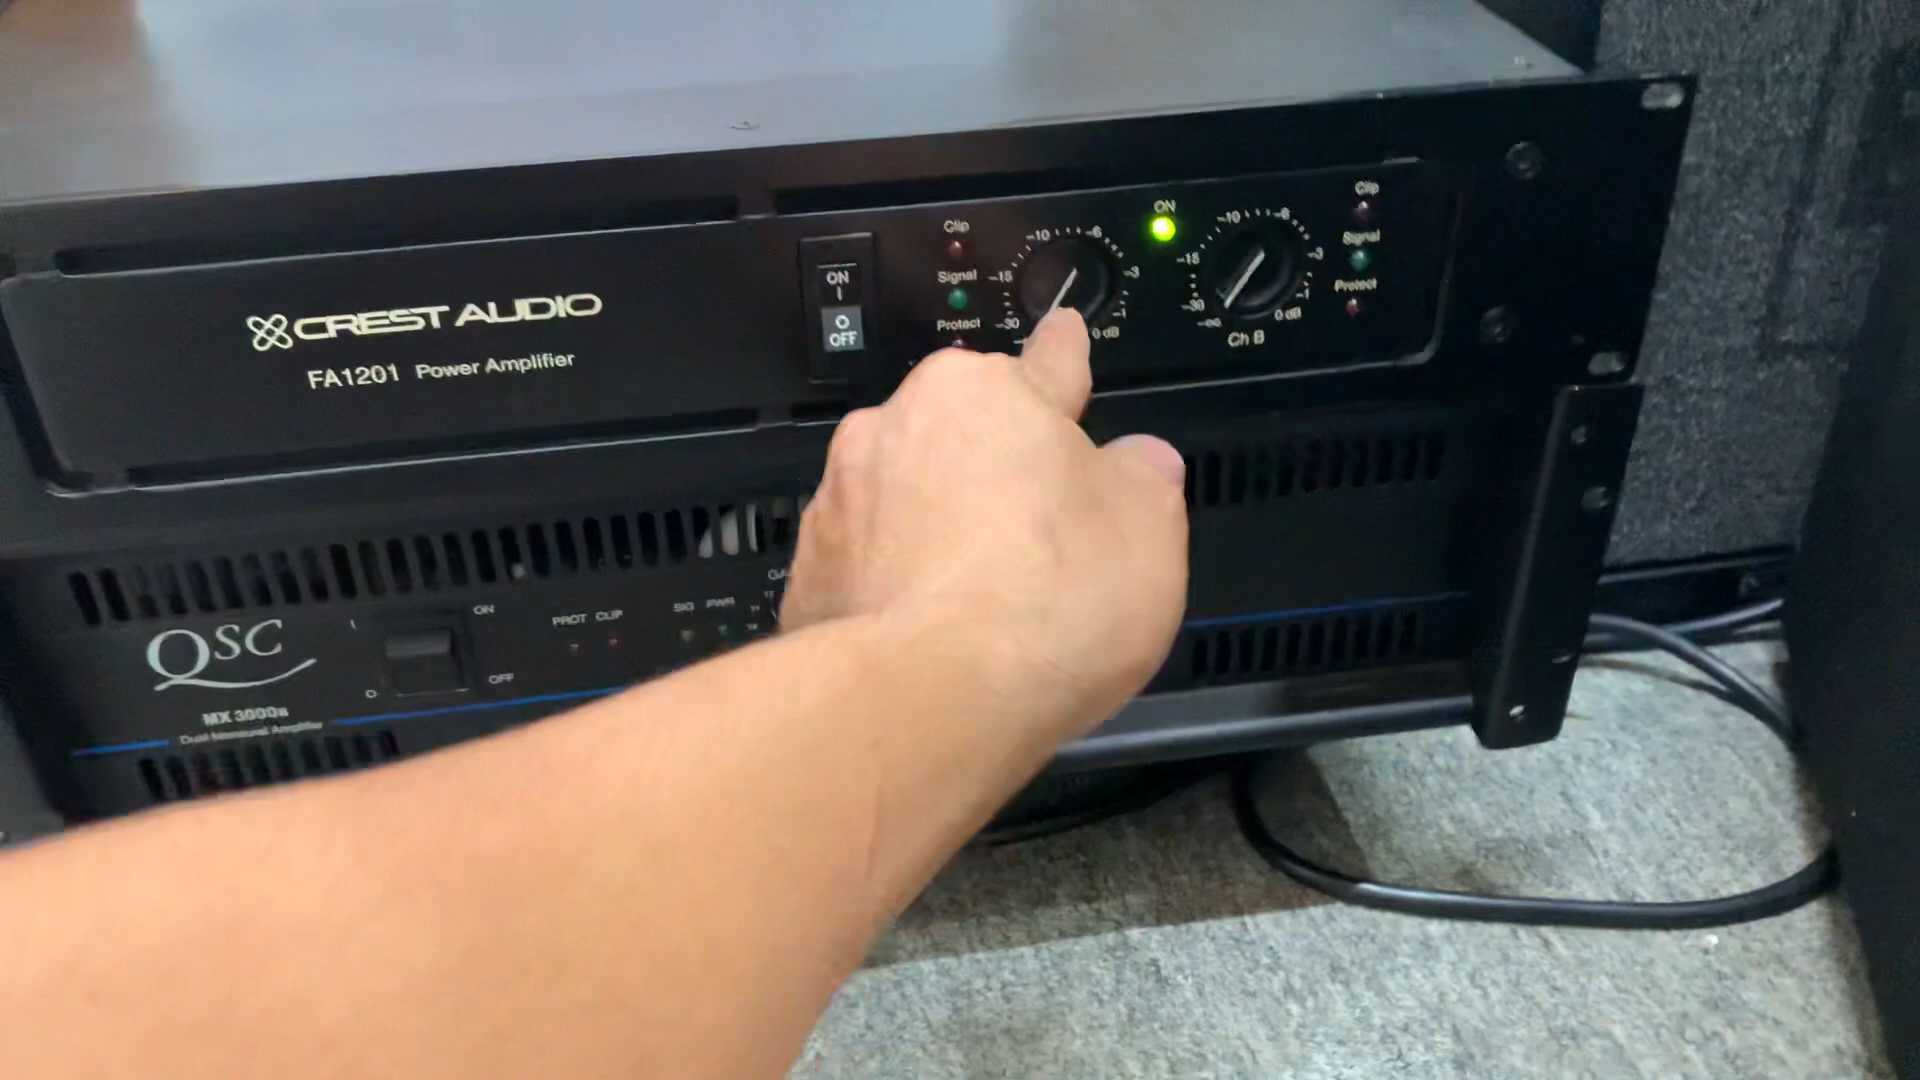 CREST AUDIO
FA1201 Power Amplifier
ON
I
O
OFF
Clip
Signal
Protect
-10
-6
-15
-3
-30
-1
0 dB
ON
-10
-6
-15
-3
-30
-1
-∞
0 dB
Ch B
Clip
Signal
Protect
QSC
MX 3000a
Dual Monaural Amplifier
ON
O
OFF
PROT CLIP
SIG PWR